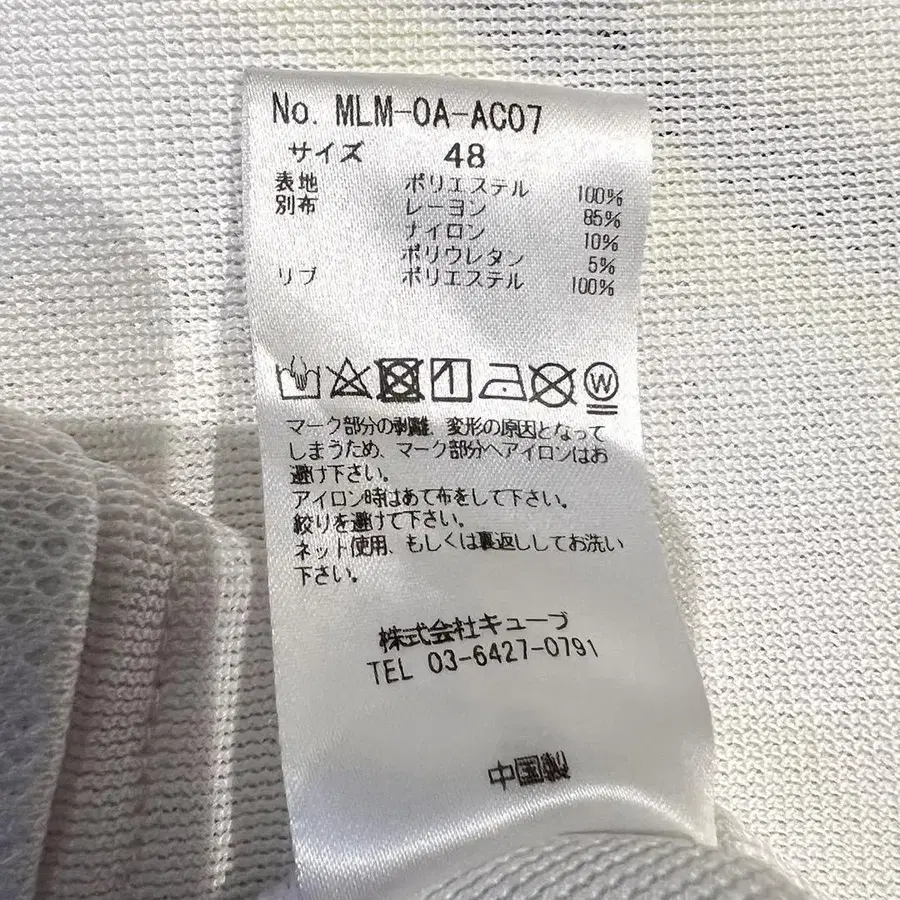 No. MLM-0A-AC07
サイズ 48
表地 ポリエステル 100%
別布 レーヨン 85%
ナイロン 10%
ポリウレタン 5%
リブ ポリエステル 100%
マーク部分の剥離、変形の原因となって
しまうため、マーク部分へアイロンはお
避け下さい。
アイロン時はあて布をして下さい。
絞りを避けて下さい。
ネット使用、もしくは裏返ししてお洗い
下さい。
株式会社キューブ
TEL 03-6427-0791
中国製